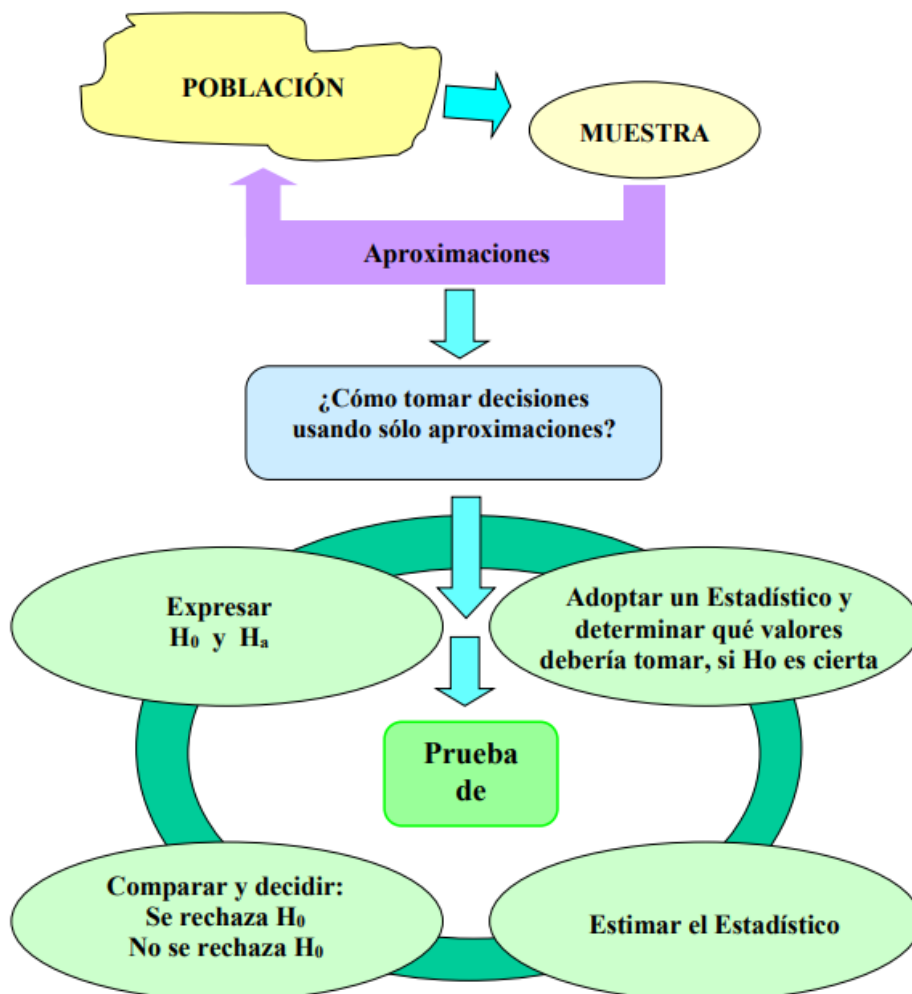 POBLACIÓN
MUESTRA
Aproximaciones
¿Cómo tomar decisiones
usando sólo aproximaciones?
Expresar
H₀ y Hₐ
Adoptar un Estadístico y
determinar qué valores
debería tomar, si Ho es cierta
Prueba
de
Comparar y decidir:
Se rechaza H₀
No se rechaza H₀
Estimar el Estadístico